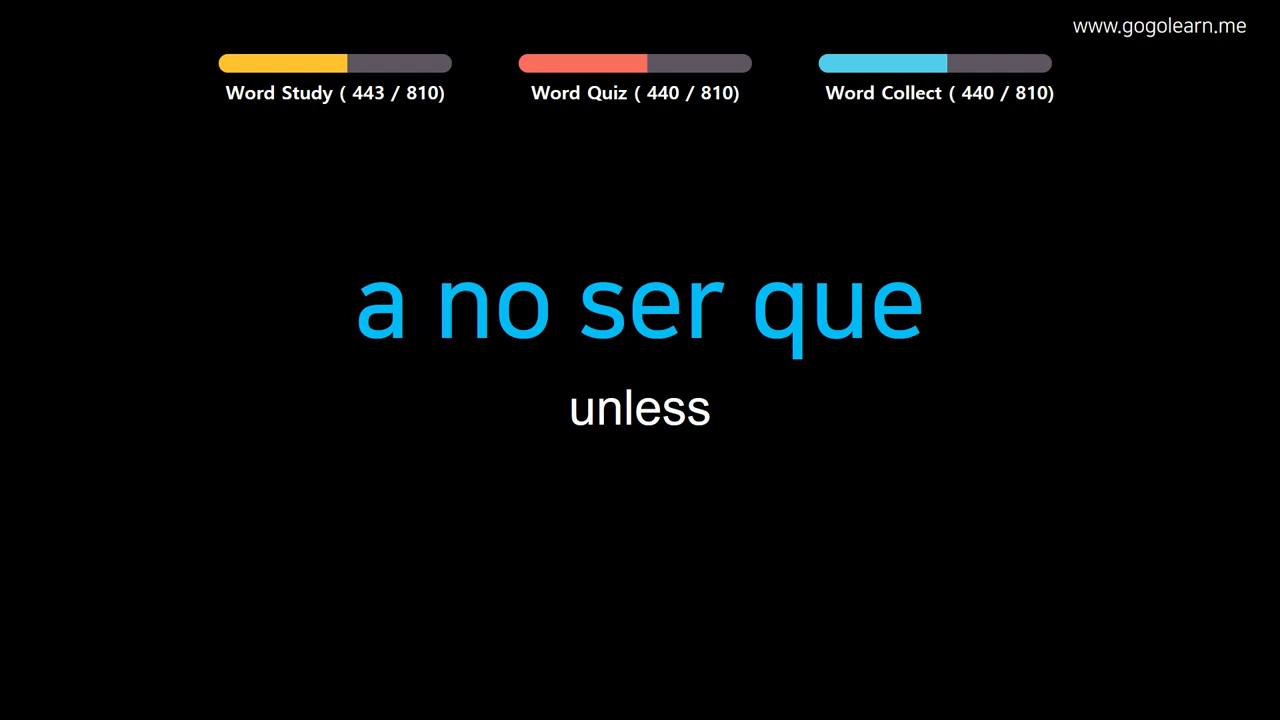 www.gogolearn.me
Word Study ( 443 / 810)
Word Quiz ( 440 / 810)
Word Collect ( 440 / 810)
a no ser que
unless